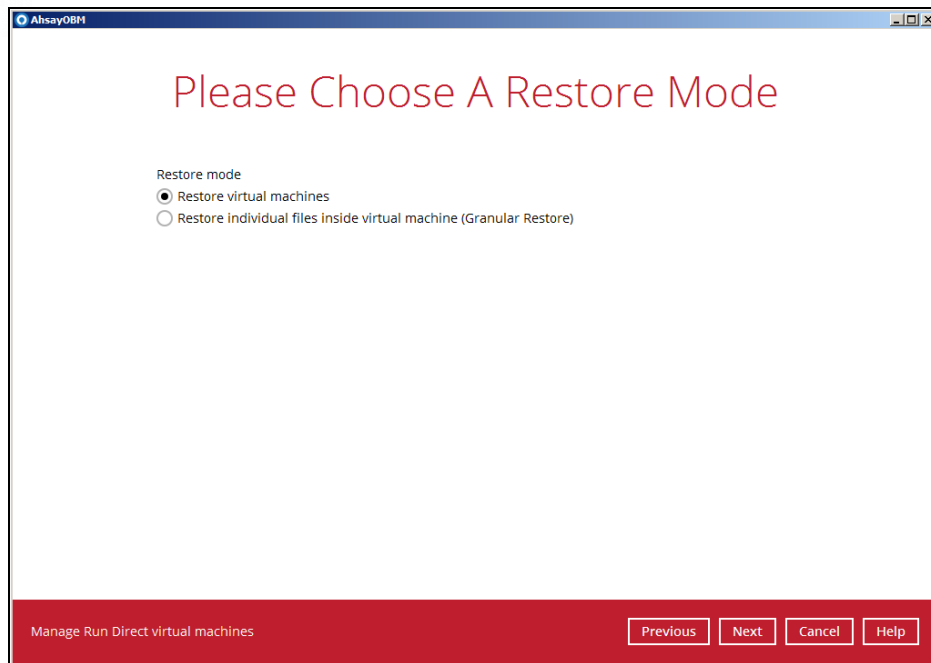 AhsayOBM
Please Choose A Restore Mode
Restore mode
Restore virtual machines
Restore individual files inside virtual machine (Granular Restore)
Manage Run Direct virtual machines
Previous
Next
Cancel
Help